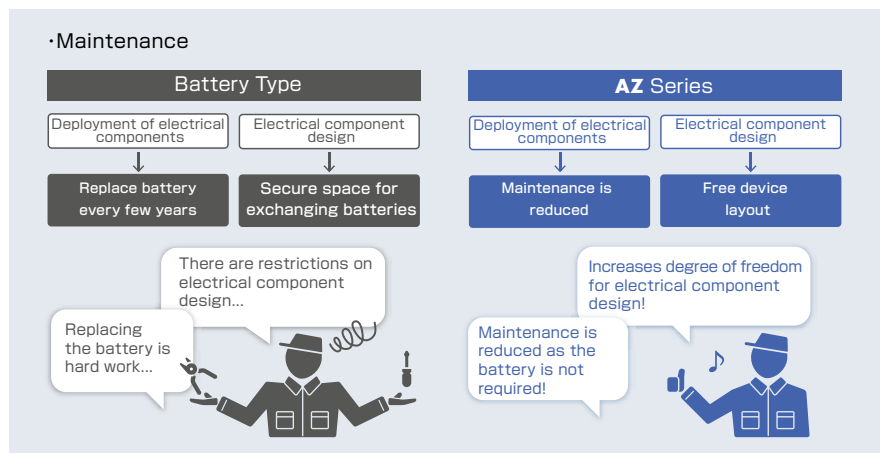 ·Maintenance
Battery Type
Deployment of electrical
components
Electrical component
design
Replace battery
every few years
Secure space for
exchanging batteries
There are restrictions on
electrical component
design...
Replacing
the battery is
hard work...
AZ Series
Deployment of electrical
components
Electrical component
design
Maintenance is
reduced
Free device
layout
Increases degree of freedom
for electrical component
design!
Maintenance is
reduced as the
battery is not
required!